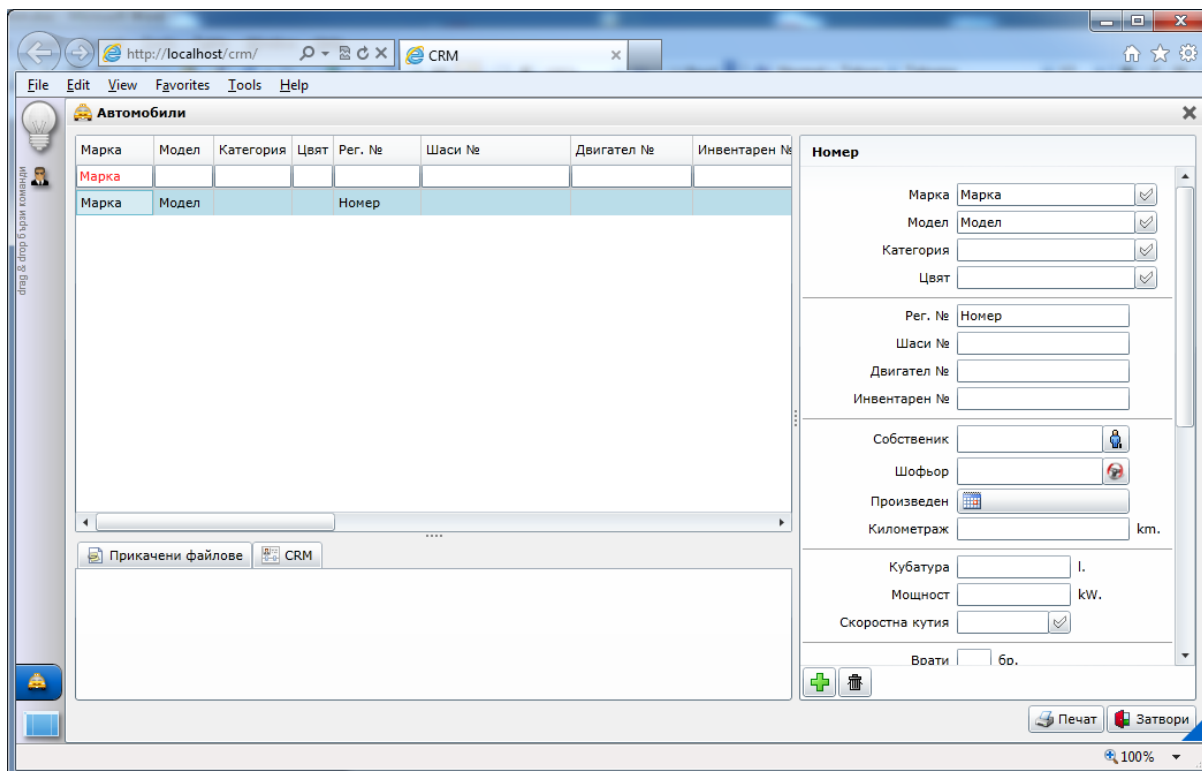 http://localhost/crm/
CRM
File Edit View Favorites Tools Help
Автомобили
drag & drop бързи команди
Марка Модел Категория Цвят Рег. № Шаси № Двигател № Инвентарен №
Марка
Марка Модел Номер
Прикачени файлове CRM
Номер
Марка Марка
Модел Модел
Категория
Цвят
Рег. № Номер
Шаси №
Двигател №
Инвентарен №
Собственик
Шофьор
Произведен
Километраж km.
Кубатура l.
Мощност kW.
Скоростна кутия
Врати бр.
Печат Затвори
100%